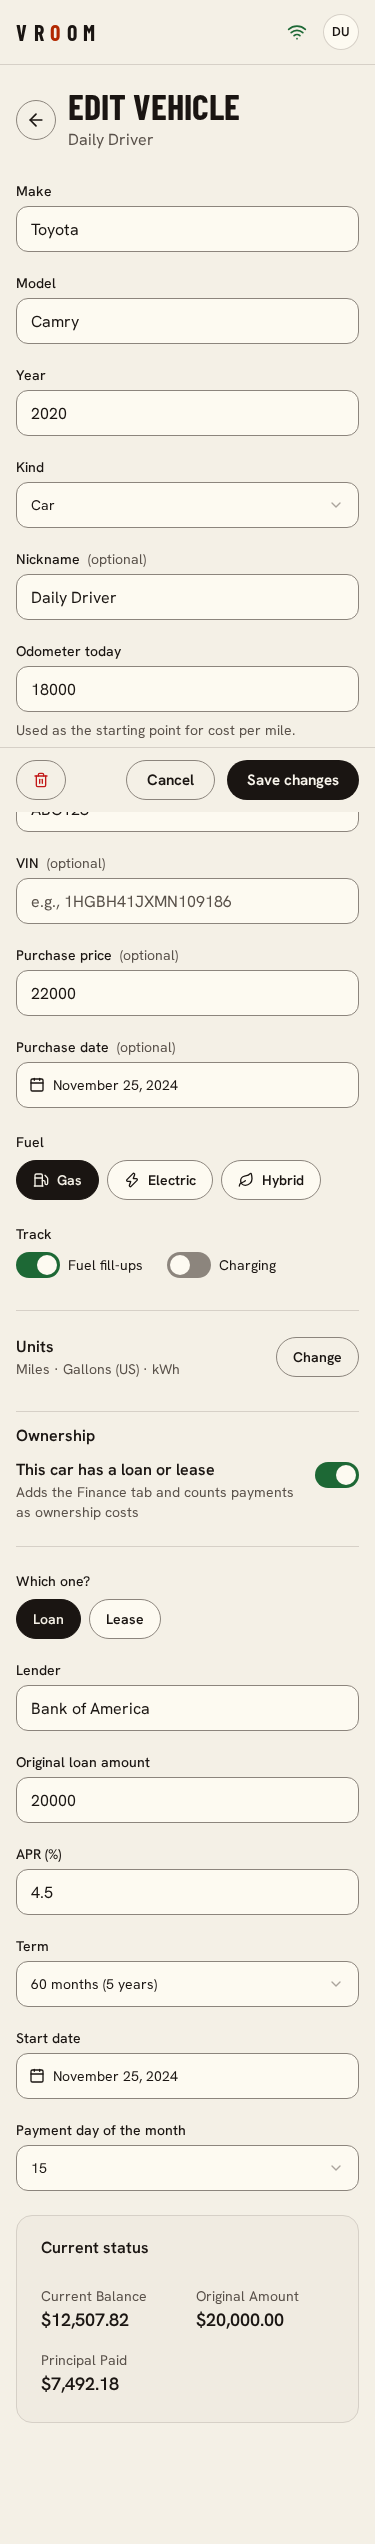 VROOM
DU
EDIT VEHICLE
Daily Driver
Make
Toyota
Model
Camry
Year
2020
Kind
Car
Nickname (optional)
Daily Driver
Odometer today
18000
Used as the starting point for cost per mile.
Cancel
Save changes
VIN (optional)
e.g., 1HGBH41JXMN109186
Purchase price (optional)
22000
Purchase date (optional)
November 25, 2024
Fuel
Gas
Electric
Hybrid
Track
Fuel fill-ups
Charging
Units
Miles · Gallons (US) · kWh
Change
Ownership
This car has a loan or lease
Adds the Finance tab and counts payments
as ownership costs
Which one?
Loan
Lease
Lender
Bank of America
Original loan amount
20000
APR (%)
4.5
Term
60 months (5 years)
Start date
November 25, 2024
Payment day of the month
15
Current status
Current Balance
Original Amount
$12,507.82
$20,000.00
Principal Paid
$7,492.18